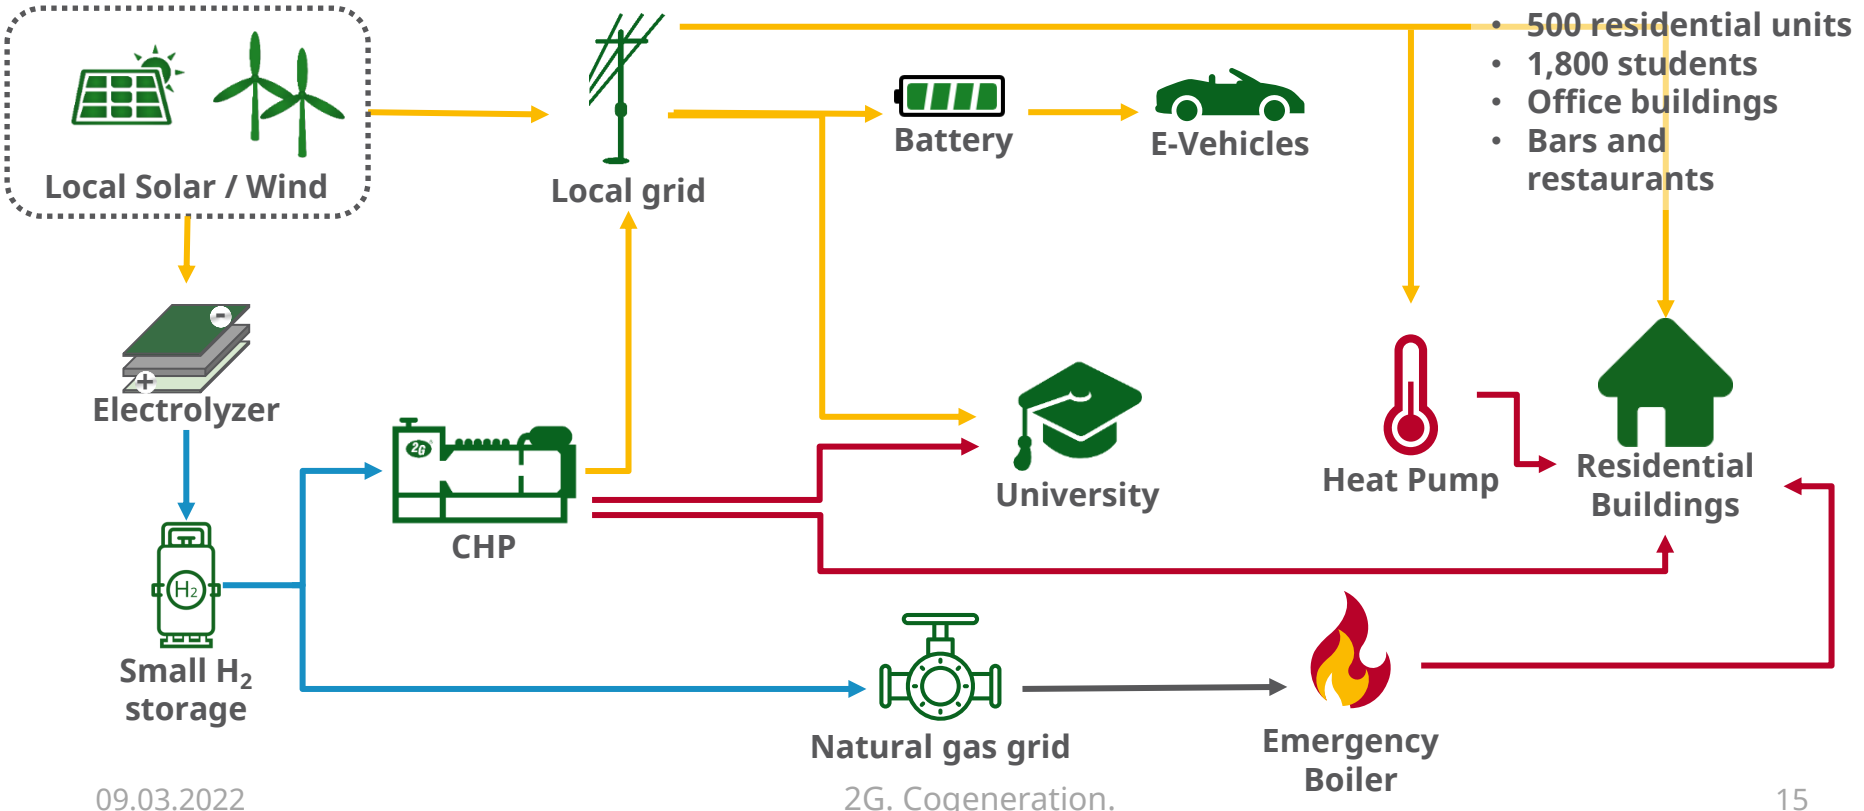 • 500 residential units
• 1,800 students
• Office buildings
• Bars and
restaurants
Local Solar / Wind
Local grid
Battery
E-Vehicles
-
+
Electrolyzer
2G
CHP
University
Heat Pump
Residential
Buildings
H2
Small H₂
storage
Natural gas grid
Emergency
Boiler
09.03.2022
2G. Cogeneration.
15